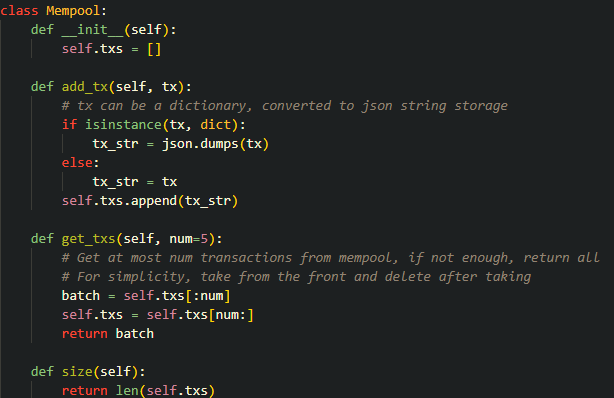 class Mempool:
    def __init__(self):
        self.txs = []

    def add_tx(self, tx):
        # tx can be a dictionary, converted to json string storage
        if isinstance(tx, dict):
            tx_str = json.dumps(tx)
        else:
            tx_str = tx
        self.txs.append(tx_str)

    def get_txs(self, num=5):
        # Get at most num transactions from mempool, if not enough, return all
        # For simplicity, take from the front and delete after taking
        batch = self.txs[:num]
        self.txs = self.txs[num:]
        return batch

    def size(self):
        return len(self.txs)